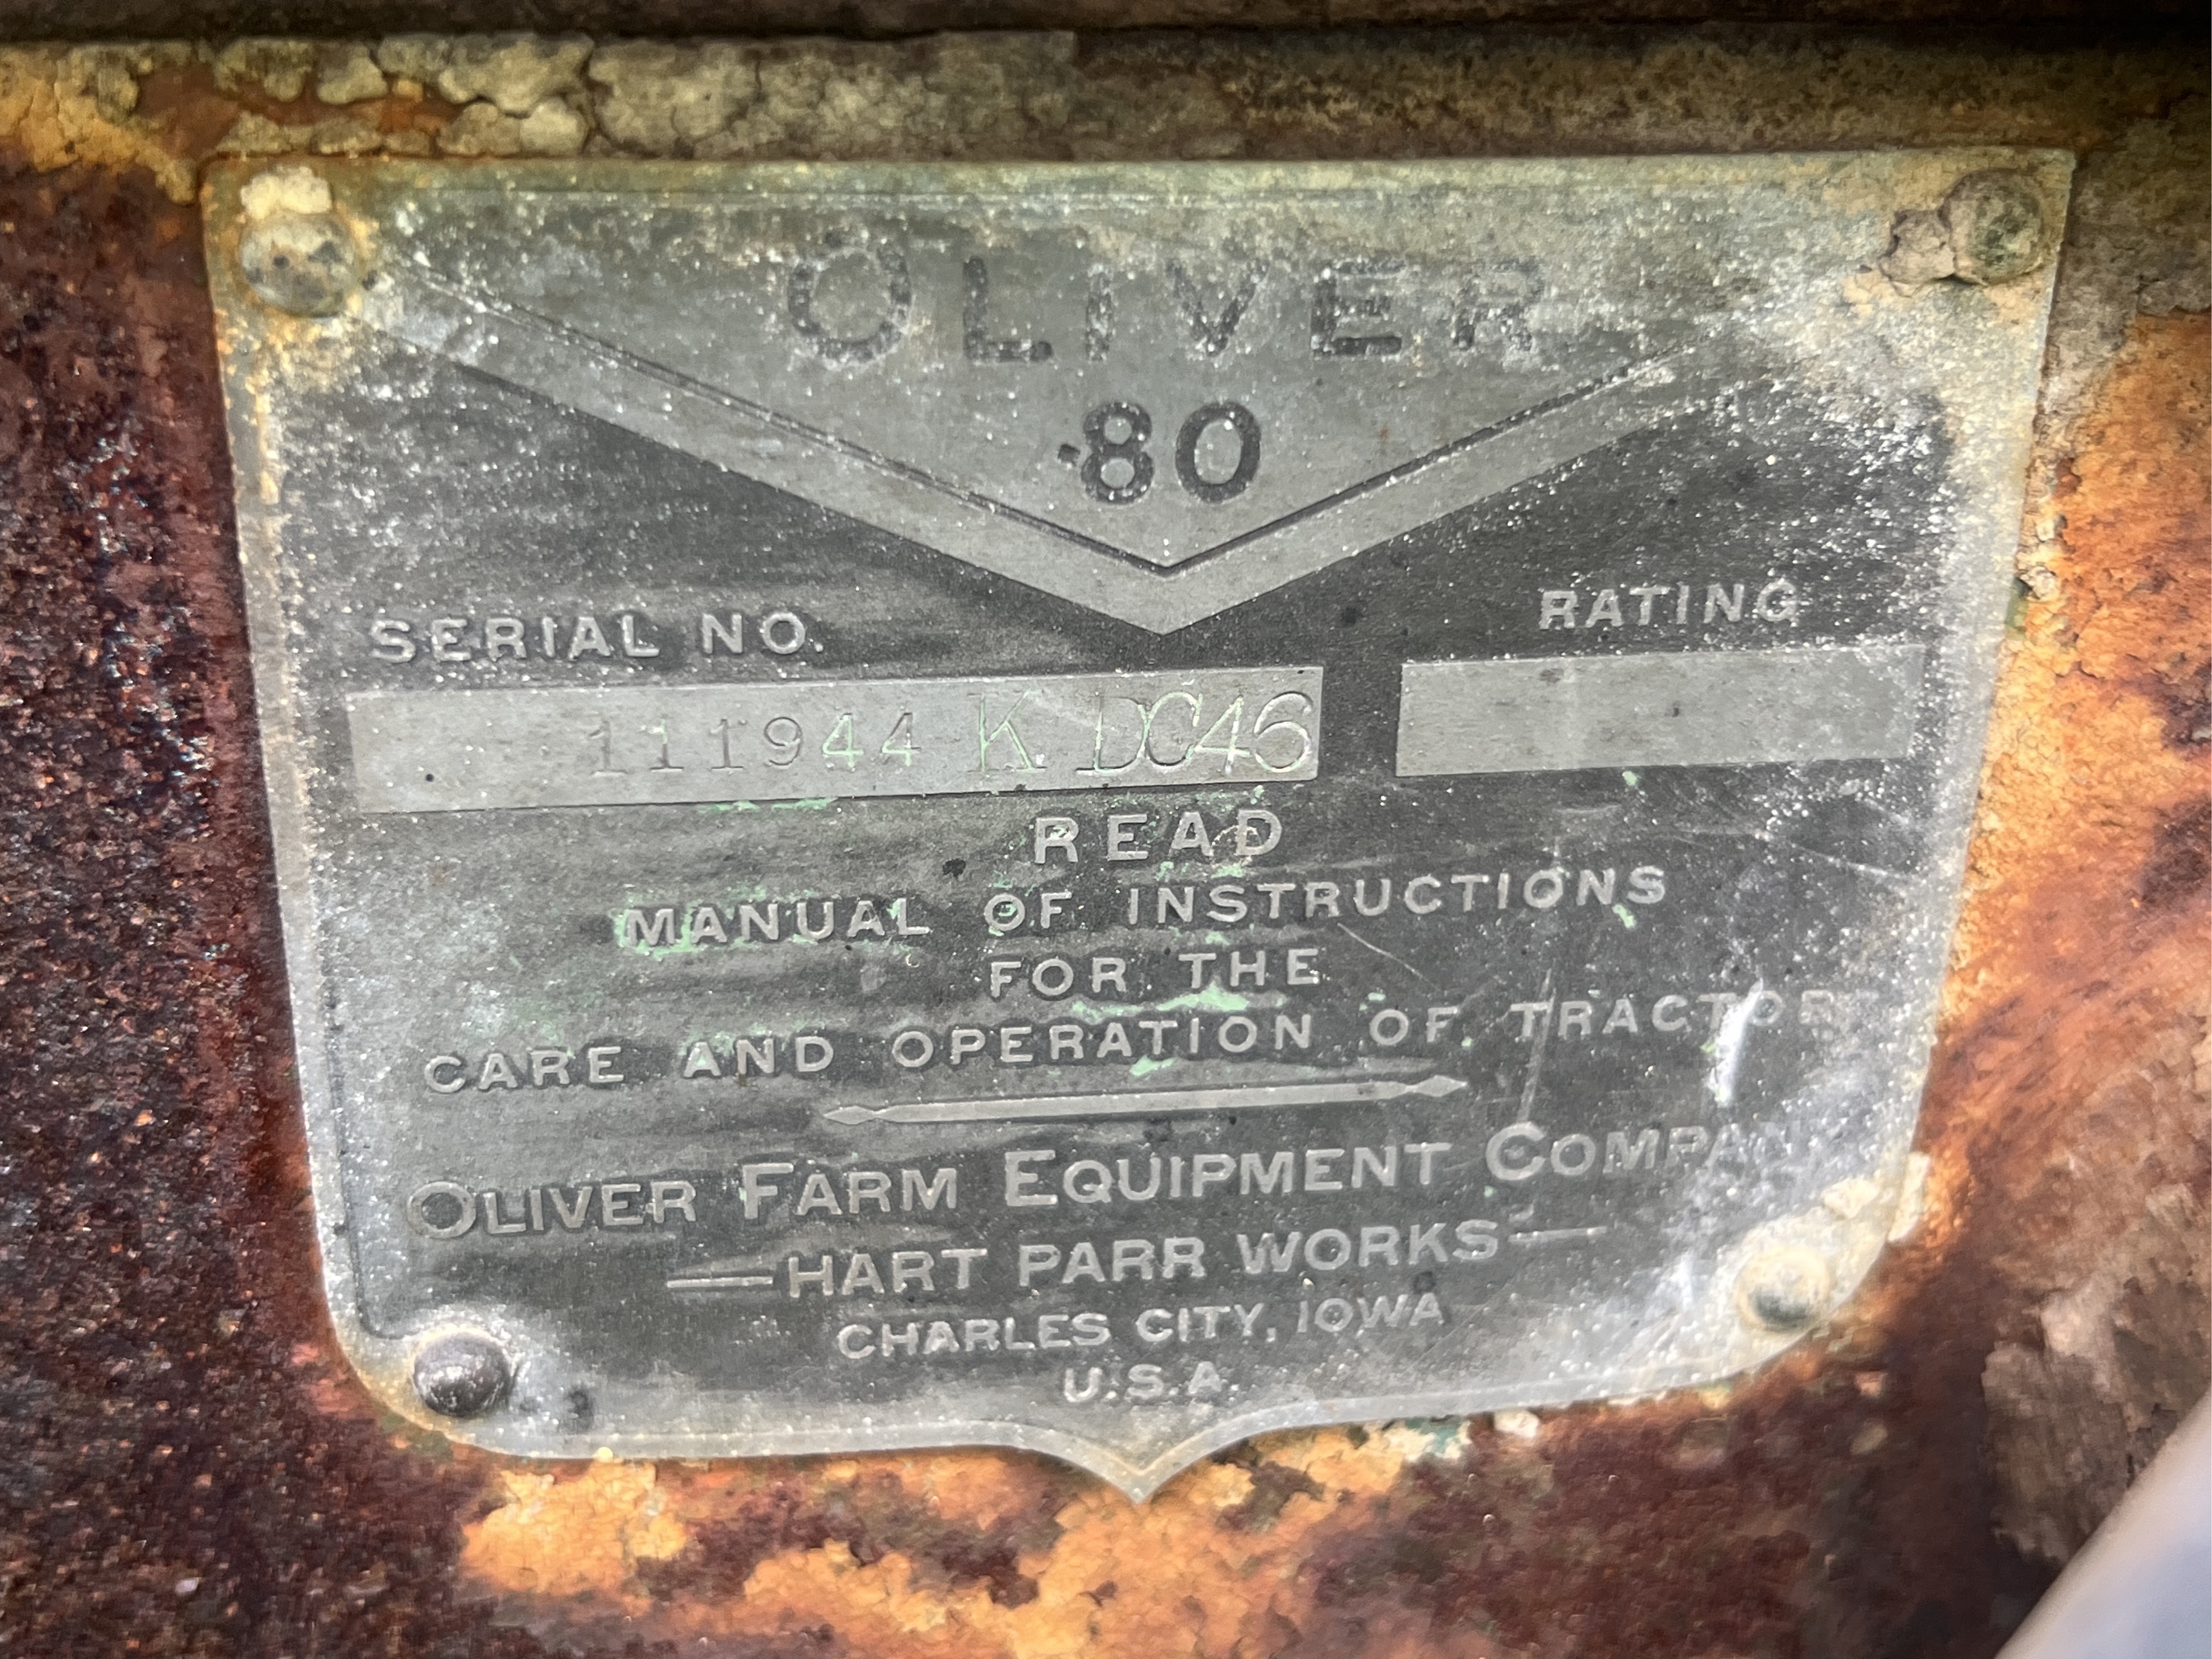 OLIVER
80
SERIAL NO.
RATING
111944 K DC46
READ
MANUAL OF INSTRUCTIONS
FOR THE
CARE AND OPERATION OF TRACTOR
OLIVER FARM EQUIPMENT COMPANY
HART PARR WORKS
CHARLES CITY, IOWA
U.S.A.